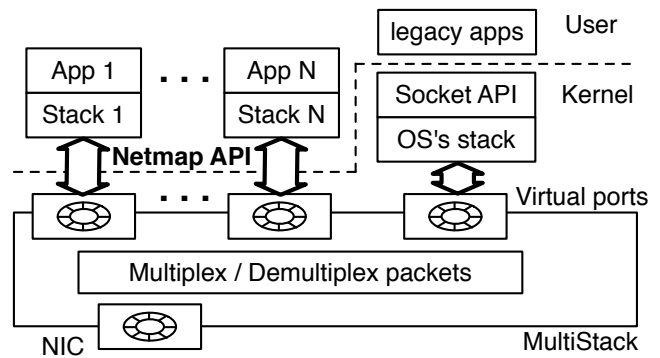 legacy apps
User
App 1
. . .
App N
Stack 1
Stack N
Socket API
Kernel
OS's stack
Netmap API
. . .
Virtual ports
Multiplex / Demultiplex packets
NIC
MultiStack